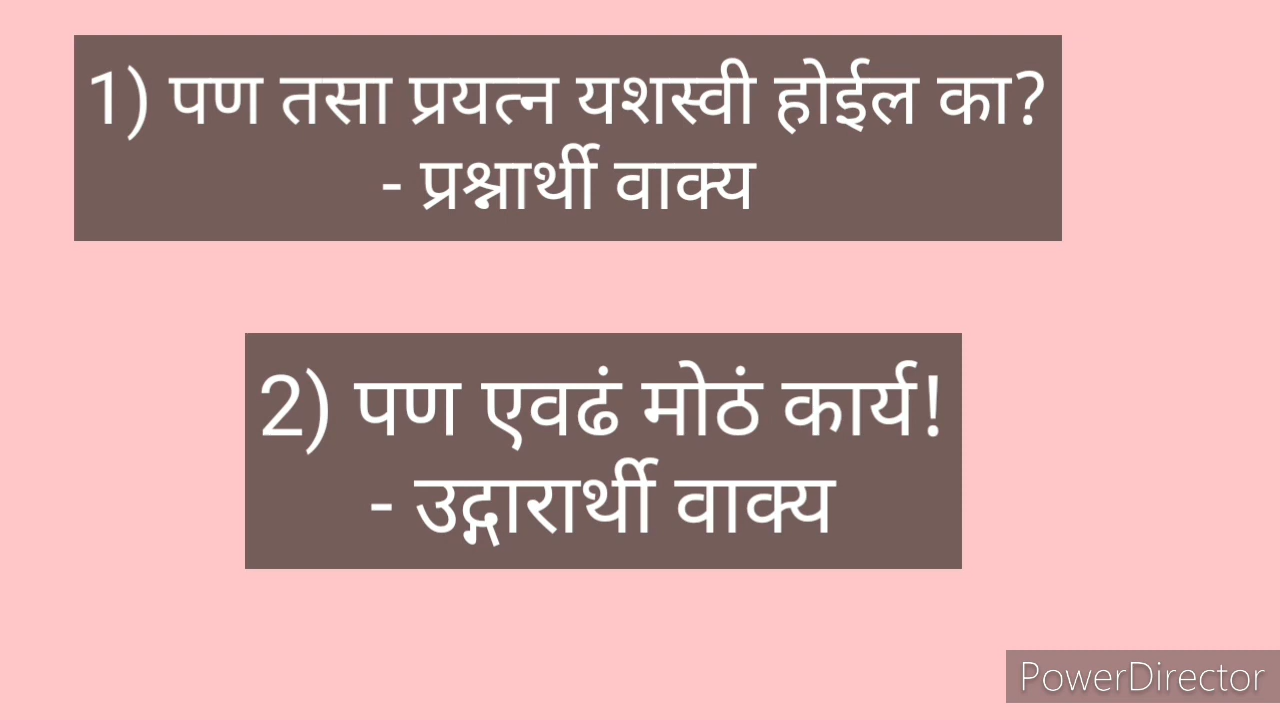 1) पण तसा प्रयत्न यशस्वी होईल का?
- प्रश्नार्थी वाक्य
2) पण एवढं मोठं कार्य!
- उद्गारार्थी वाक्य
PowerDirector